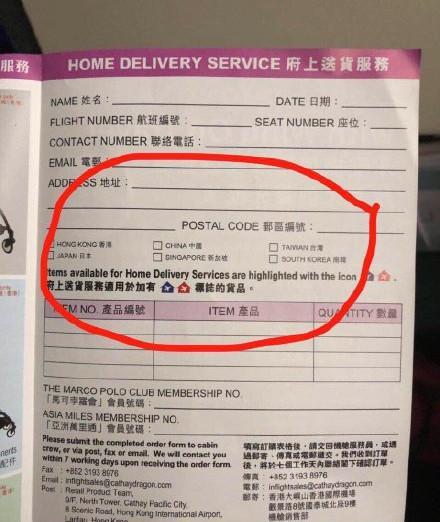 服務
HOME DELIVERY SERVICE 府上送貨服務
NAME 姓名： DATE 日期：
FLIGHT NUMBER 航班編號： SEAT NUMBER 座位：
CONTACT NUMBER 聯絡電話：
EMAIL 電郵：
ADDRESS 地址：
POSTAL CODE 郵區編號：
HONG KONG 香港 CHINA 中國 TAIWAN 台灣
JAPAN 日本 SINGAPORE 新加坡 SOUTH KOREA 南韓
Items available for Home Delivery Services are highlighted with the icon
府上送貨服務適用於加有 標誌的貨品。
ITEM NO. 產品編號 ITEM 產品 QUANTITY 數量
THE MARCO POLO CLUB MEMBERSHIP NO.
「馬可孛羅會」會員號碼：
ASIA MILES MEMBERSHIP NO.
「亞洲萬里通」會員號碼：
Please submit the completed order form to cabin
crew, or via post, fax or email. We will contact you
within 7 working days upon receiving the order form.
Fax : +852 3193 8976
Email : inflightsales@cathaydragon.com
Post : Retail Product Team,
9/F, North Tower, Cathay Pacific City,
8 Scenic Road, Hong Kong International Airport,
Lantau, Hong Kong
填寫訂購表格後，請交回機艙服務員，或透
過郵寄、傳真或電郵遞交。我們收到訂單
後，將於七個工作天內聯絡閣下確認訂單。
傳真：+852 3193 8976
電郵：inflightsales@cathaydragon.com
郵寄：香港大嶼山香港國際機場
觀景路8號國泰城北座9樓
機艙銷售部